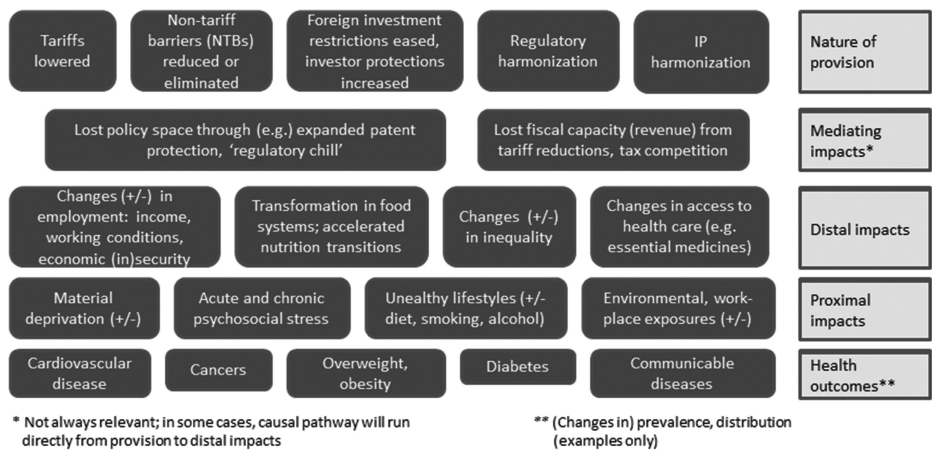 Tariffs
lowered
Non-tariff
barriers (NTBs)
reduced or
eliminated
Foreign investment
restrictions eased,
investor protections
increased
Regulatory
harmonization
IP
harmonization
Nature of
provision
Lost policy space through (e.g.) expanded patent
protection, ‘regulatory chill’
Lost fiscal capacity (revenue) from
tariff reductions, tax competition
Mediating
impacts*
Changes (+/-) in
employment: income,
working conditions,
economic (in)security
Transformation in food
systems; accelerated
nutrition transitions
Changes (+/-)
in inequality
Changes in access to
health care (e.g.
essential medicines)
Distal impacts
Material
deprivation (+/-)
Acute and chronic
psychosocial stress
Unealthy lifestyles (+/-
diet, smoking, alcohol)
Environmental, work-
place exposures (+/-)
Proximal
impacts
Cardiovascular
disease
Cancers
Overweight,
obesity
Diabetes
Communicable
diseases
Health
outcomes**
* Not always relevant; in some cases, causal pathway will run
directly from provision to distal impacts
** (Changes in) prevalence, distribution
(examples only)